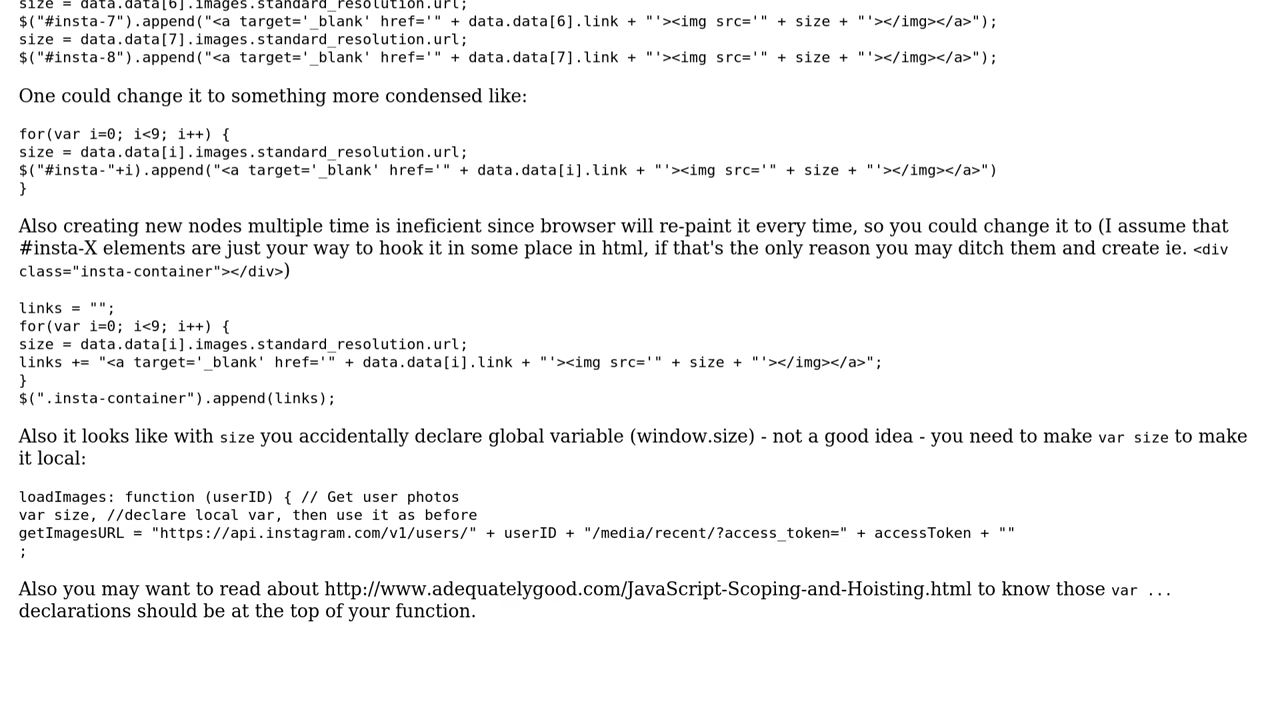 size = data.data[6].images.standard_resolution.url;
$("#insta-7").append("<a target='_blank' href='" + data.data[6].link + "'><img src='" + size + "'></img></a>");
size = data.data[7].images.standard_resolution.url;
$("#insta-8").append("<a target='_blank' href='" + data.data[7].link + "'><img src='" + size + "'></img></a>");
One could change it to something more condensed like:
for(var i=0; i<9; i++) {
size = data.data[i].images.standard_resolution.url;
$("#insta-"+i).append("<a target='_blank' href='" + data.data[i].link + "'><img src='" + size + "'></img></a>")
}
Also creating new nodes multiple time is ineficient since browser will re-paint it every time, so you could change it to (I assume that
#insta-X elements are just your way to hook it in some place in html, if that's the only reason you may ditch them and create ie. <div
class="insta-container"></div>)
links = "";
for(var i=0; i<9; i++) {
size = data.data[i].images.standard_resolution.url;
links += "<a target='_blank' href='" + data.data[i].link + "'><img src='" + size + "'></img></a>";
}
$(".insta-container").append(links);
Also it looks like with size you accidentally declare global variable (window.size) - not a good idea - you need to make var size to make
it local:
loadImages: function (userID) { // Get user photos
var size, //declare local var, then use it as before
getImagesURL = "https://api.instagram.com/v1/users/" + userID + "/media/recent/?access_token=" + accessToken + ""
;
Also you may want to read about http://www.adequatelygood.com/JavaScript-Scoping-and-Hoisting.html to know those var ...
declarations should be at the top of your function.